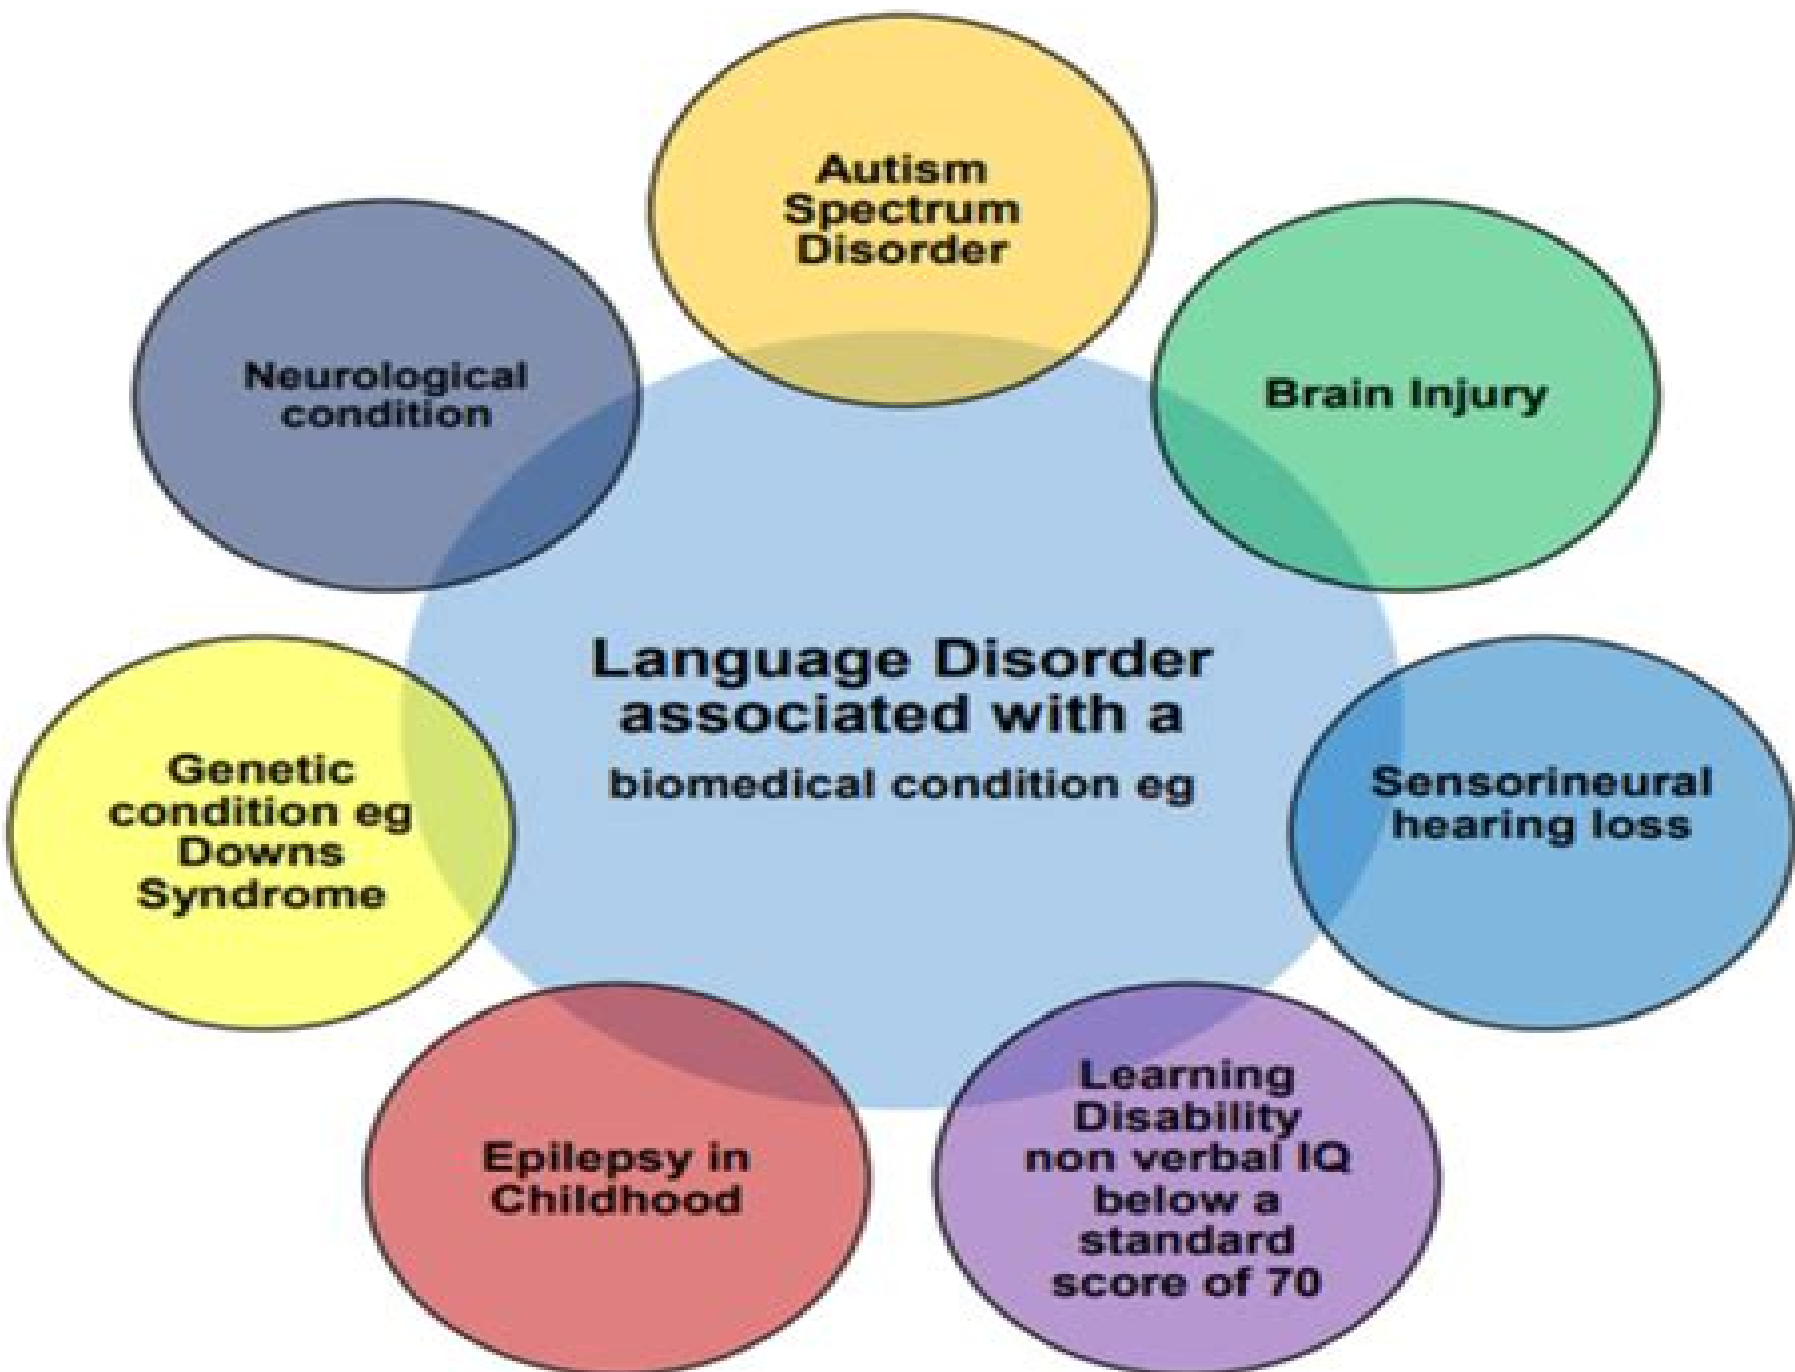 Autism
Spectrum
Disorder
Neurological
condition
Brain Injury
Language Disorder
associated with a
biomedical condition eg
Genetic
condition eg
Downs
Syndrome
Sensorineural
hearing loss
Epilepsy in
Childhood
Learning
Disability
non verbal IQ
below a
standard
score of 70